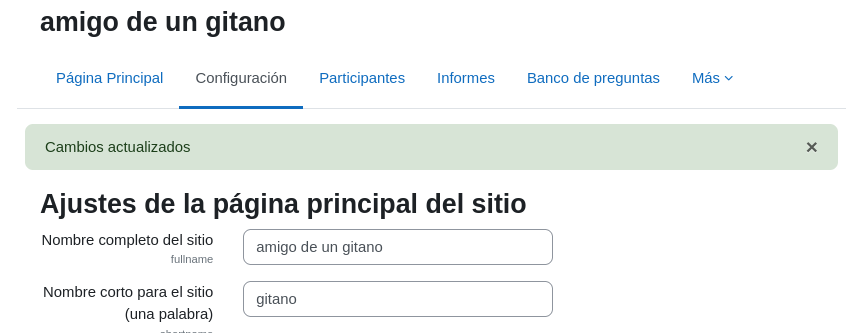 amigo de un gitano
Página Principal Configuración Participantes Informes Banco de preguntas Más
Cambios actualizados ×
Ajustes de la página principal del sitio
Nombre completo del sitio amigo de un gitano
fullname
Nombre corto para el sitio gitano
(una palabra)
shortname